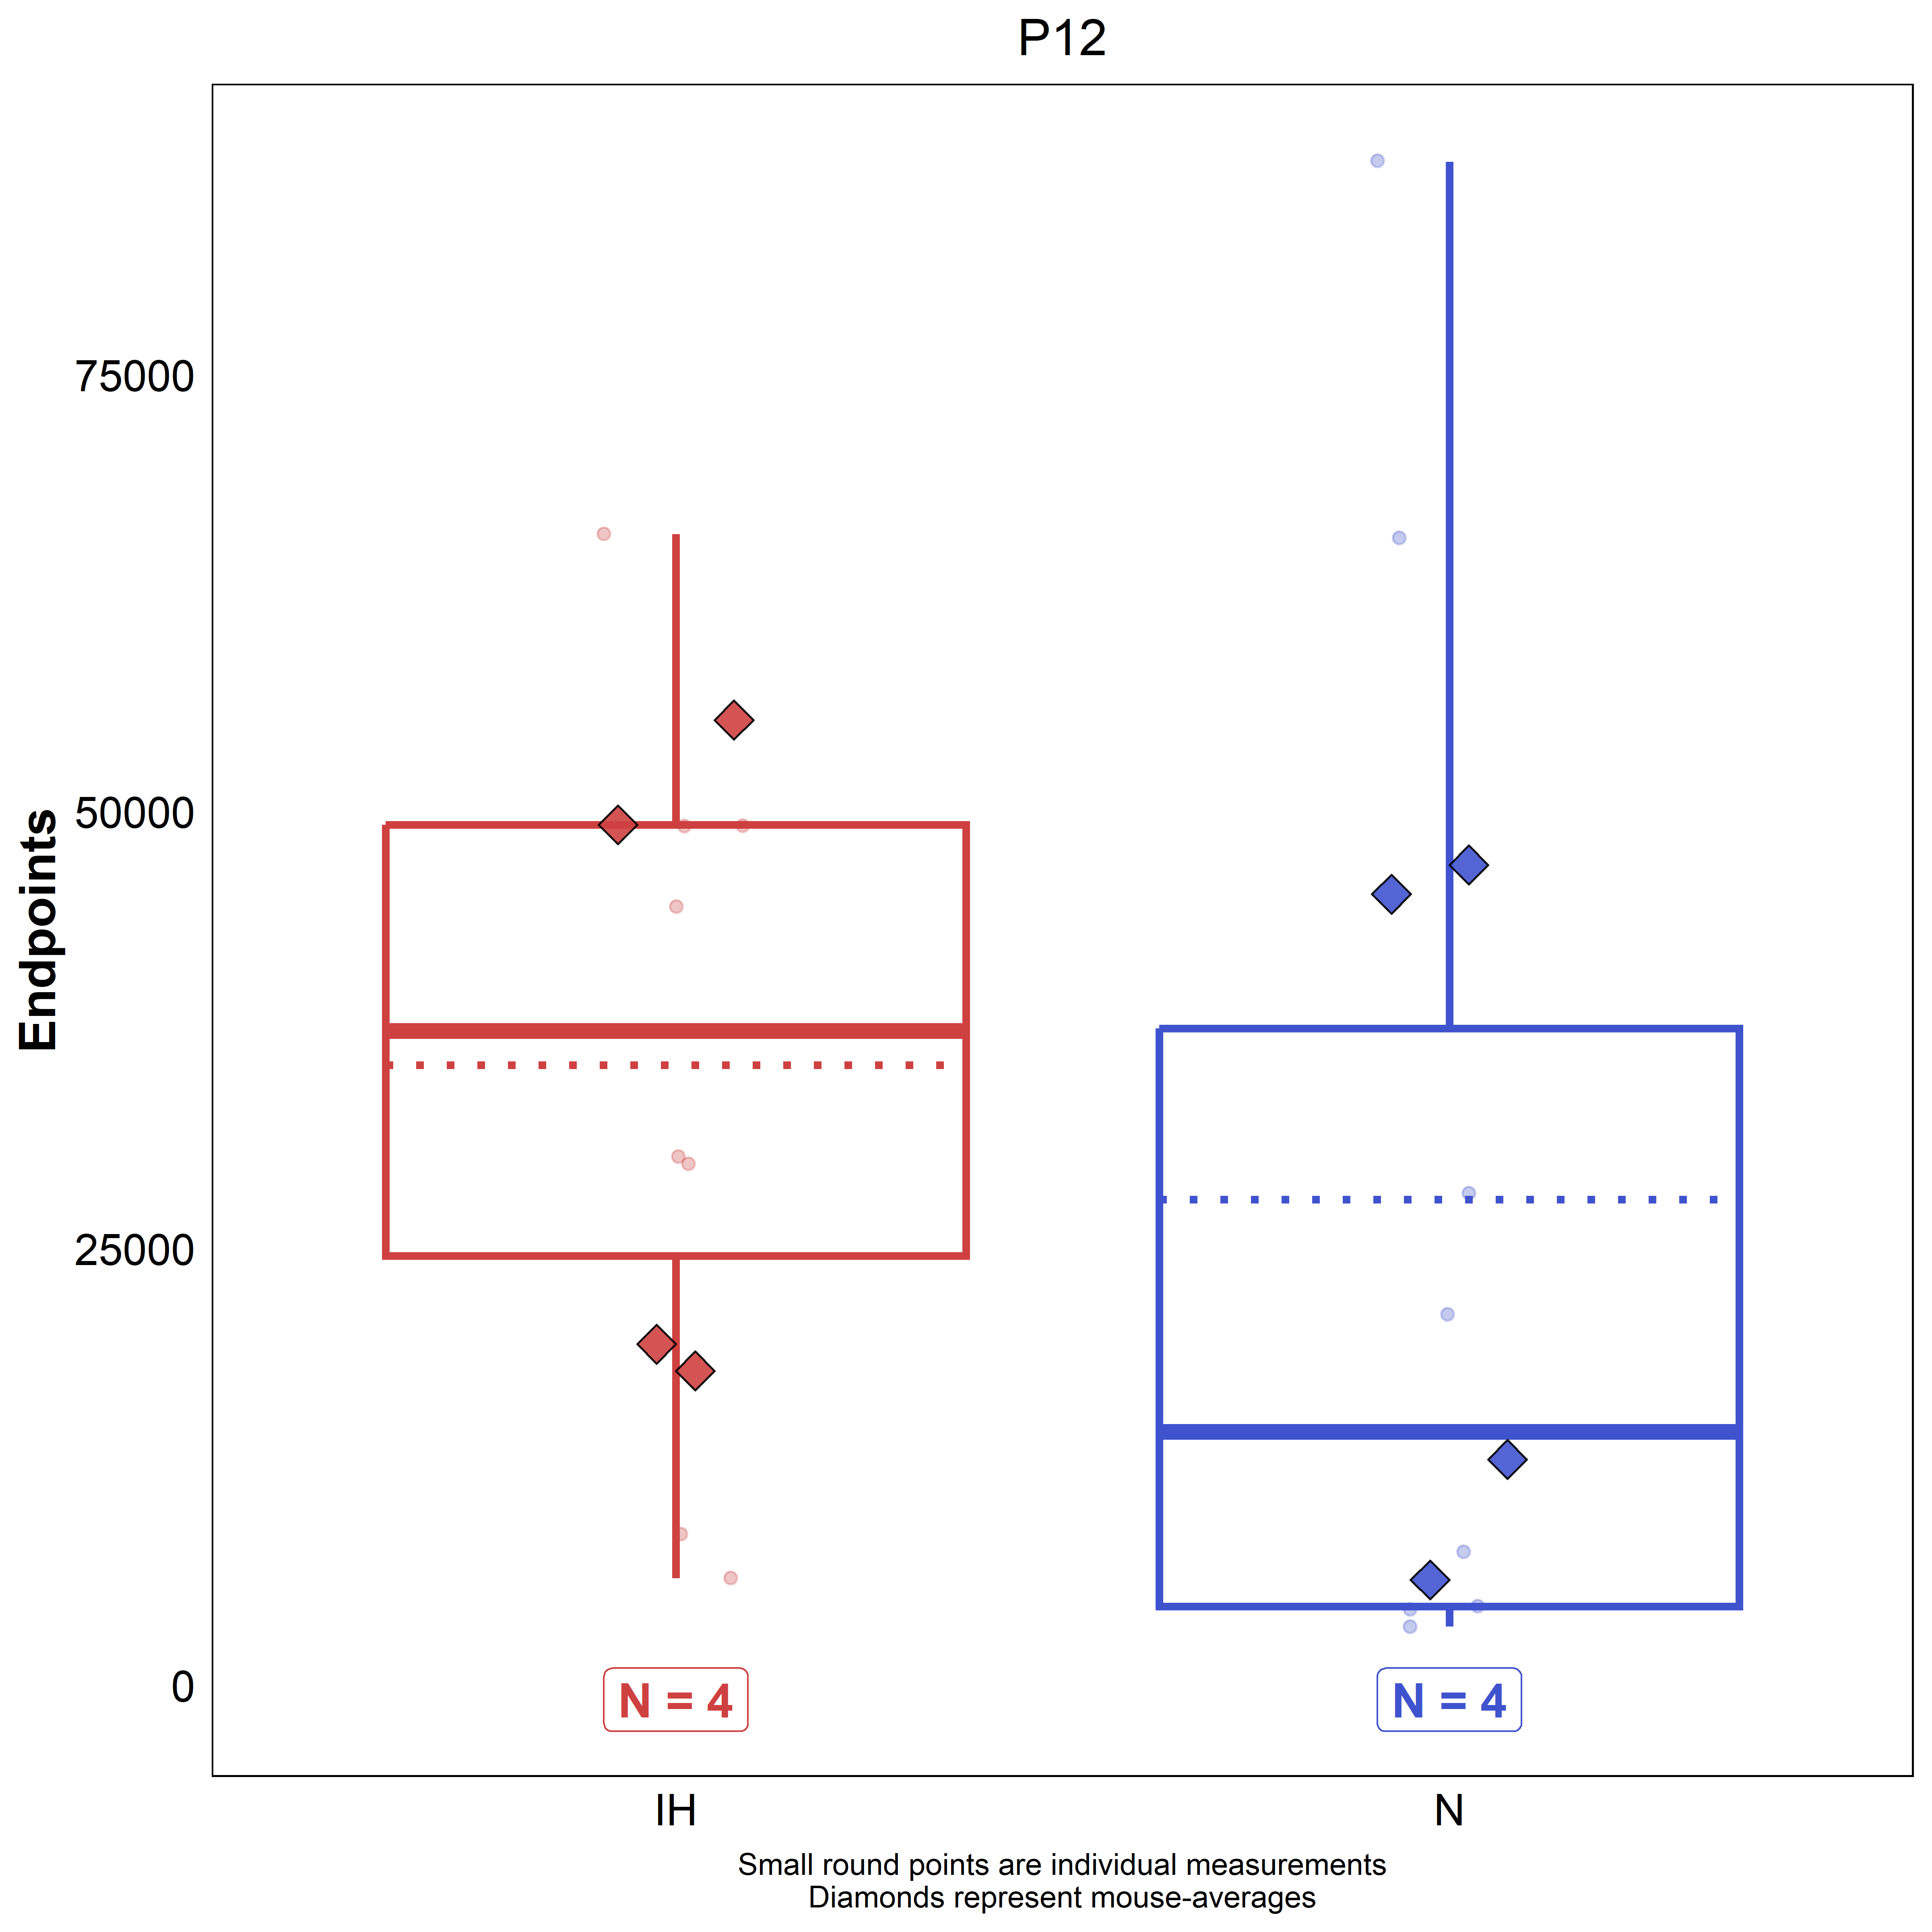 P12
75000
50000
25000
0
Endpoints
N = 4
N = 4
IH
N
Small round points are individual measurements
Diamonds represent mouse-averages